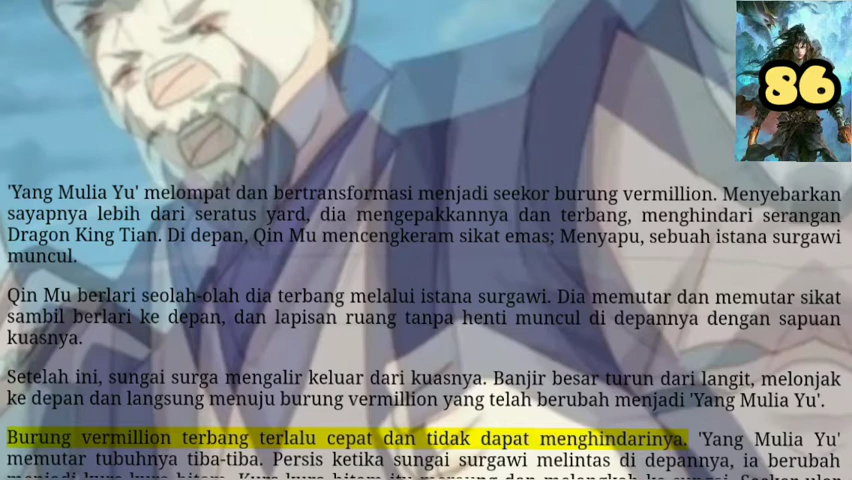 86
'Yang Mulia Yu' melompat dan bertransformasi menjadi seekor burung vermillion. Menyebarkan
sayapnya lebih dari seratus yard, dia mengepakkannya dan terbang, menghindari serangan
Dragon King Tian. Di depan, Qin Mu mencengkeram sikat emas; Menyapu, sebuah istana surgawi
muncul.
Qin Mu berlari seolah-olah dia terbang melalui istana surgawi. Dia memutar dan memutar sikat
sambil berlari ke depan, dan lapisan ruang tanpa henti muncul di depannya dengan sapuan
kuasnya.
Setelah ini, sungai surga mengalir keluar dari kuasnya. Banjir besar turun dari langit, melonjak
ke depan dan langsung menuju burung vermillion yang telah berubah menjadi 'Yang Mulia Yu'.
Burung vermillion terbang terlalu cepat dan tidak dapat menghindarinya. 'Yang Mulia Yu'
memutar tubuhnya tiba-tiba. Persis ketika sungai surgawi melintas di depannya, ia berubah